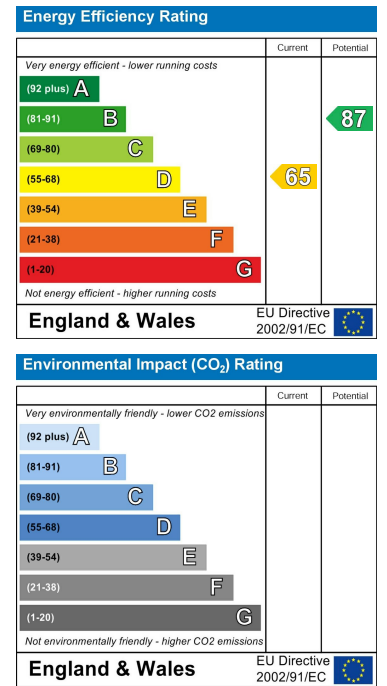 Energy Efficiency Rating
Current Potential
Very energy efficient - lower running costs
(92 plus) A
(81-91) B 87
(69-80) C
(55-68) D 65
(39-54) E
(21-38) F
(1-20) G
Not energy efficient - higher running costs
England & Wales
EU Directive
2002/91/EC
Environmental Impact (CO₂) Rating
Current Potential
Very environmentally friendly - lower CO2 emissions
(92 plus) A
(81-91) B
(69-80) C
(55-68) D
(39-54) E
(21-38) F
(1-20) G
Not environmentally friendly - higher CO2 emissions
England & Wales
EU Directive
2002/91/EC